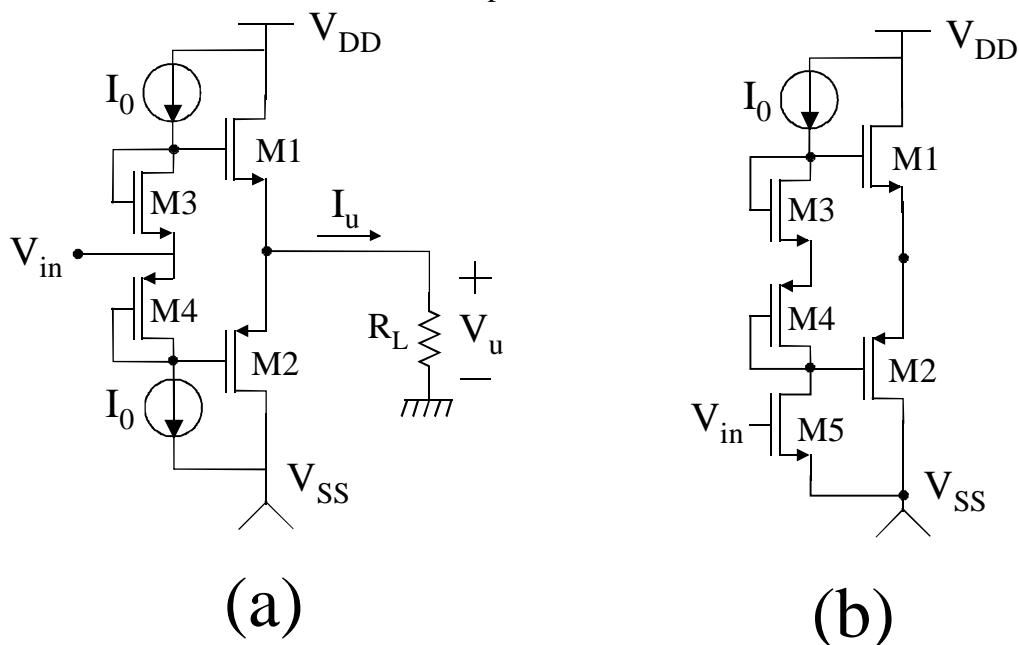 V_DD
I_0
M1
M3
I_u
V_in
M4
R_L
V_u
M2
I_0
V_SS
(a)
V_DD
I_0
M1
M3
M4
M2
V_in
M5
V_SS
(b)